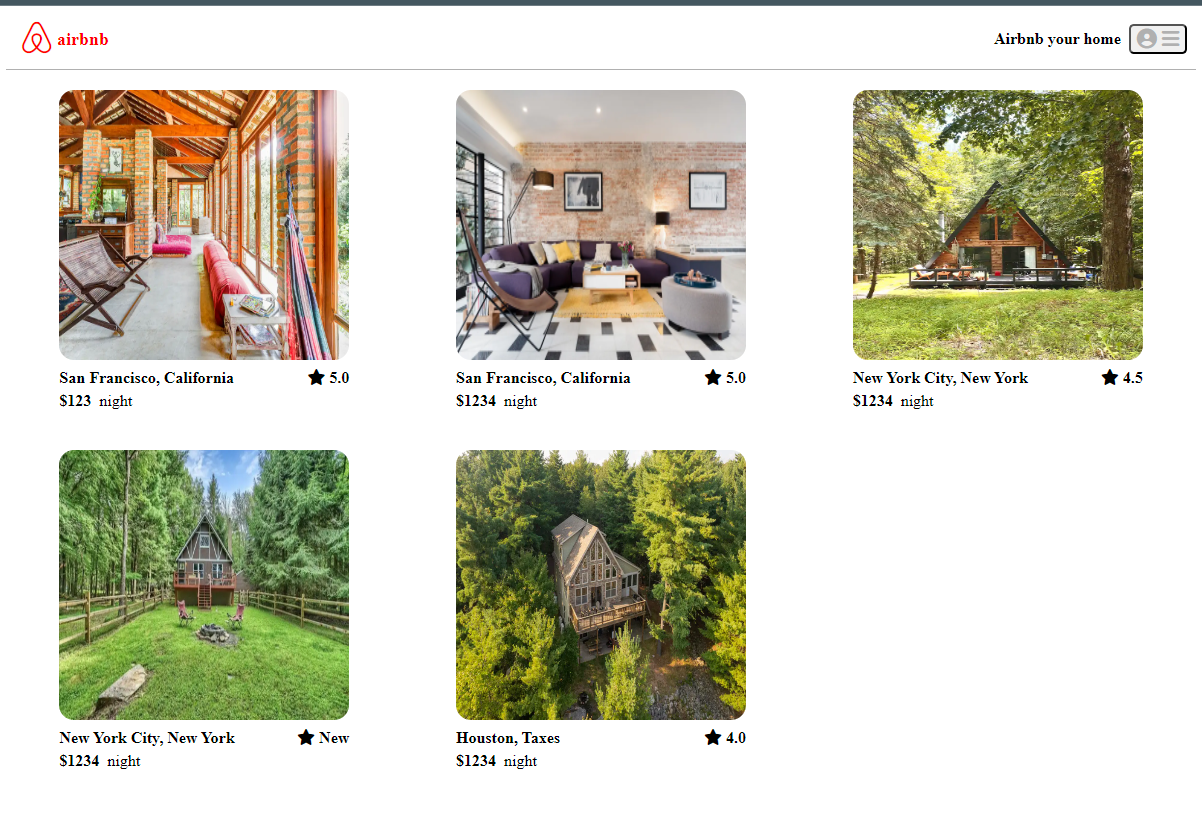 airbnb
Airbnb your home
San Francisco, California ★ 5.0
$123 night
San Francisco, California ★ 5.0
$1234 night
New York City, New York ★ 4.5
$1234 night
New York City, New York ★ New
$1234 night
Houston, Taxes ★ 4.0
$1234 night